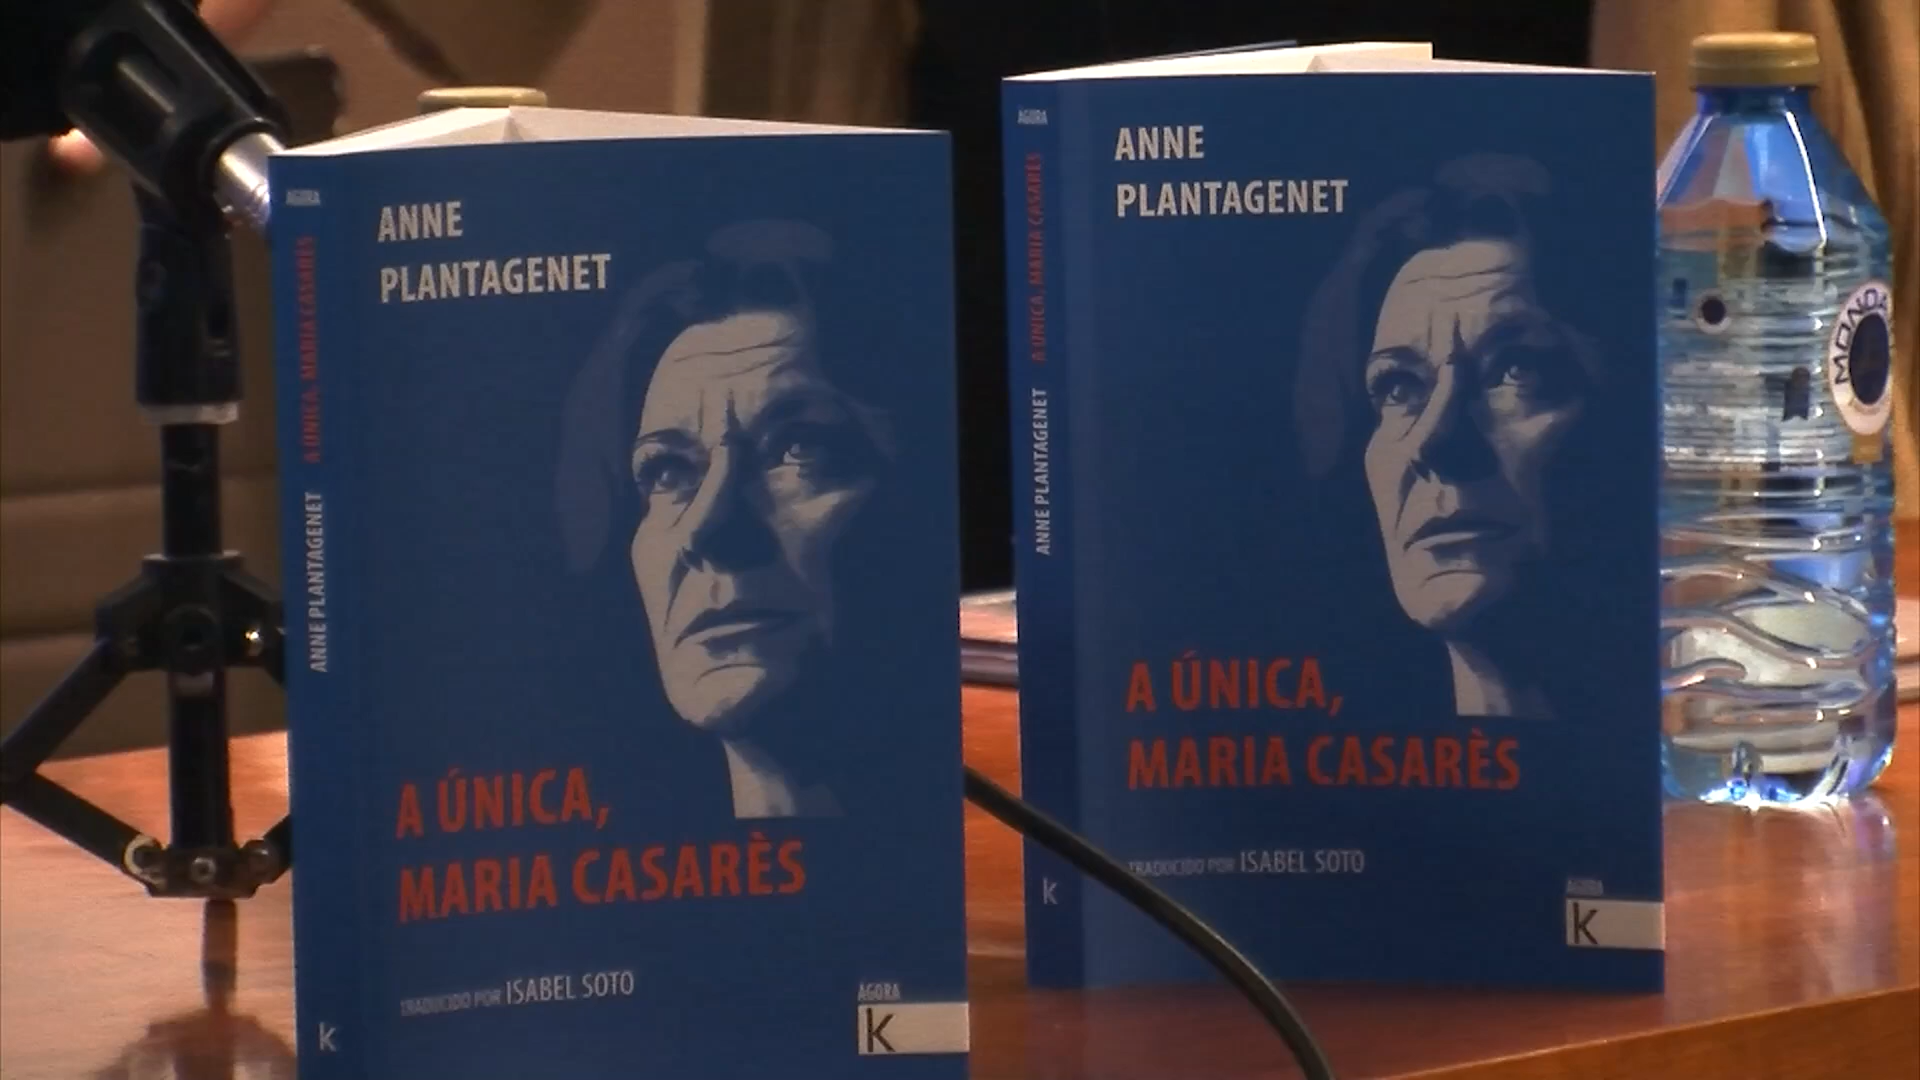 ÁGORA
A ÚNICA, MARIA CASARÈS
ANNE PLANTAGENET
K
ANNE
PLANTAGENET
A ÚNICA,
MARIA CASARÈS
TRADUCIDO POR ISABEL SOTO
ÁGORA
K
ÁGORA
A ÚNICA, MARIA CASARÈS
ANNE PLANTAGENET
K
ANNE
PLANTAGENET
A ÚNICA,
MARIA CASARÈS
TRADUCIDO POR ISABEL SOTO
ÁGORA
K